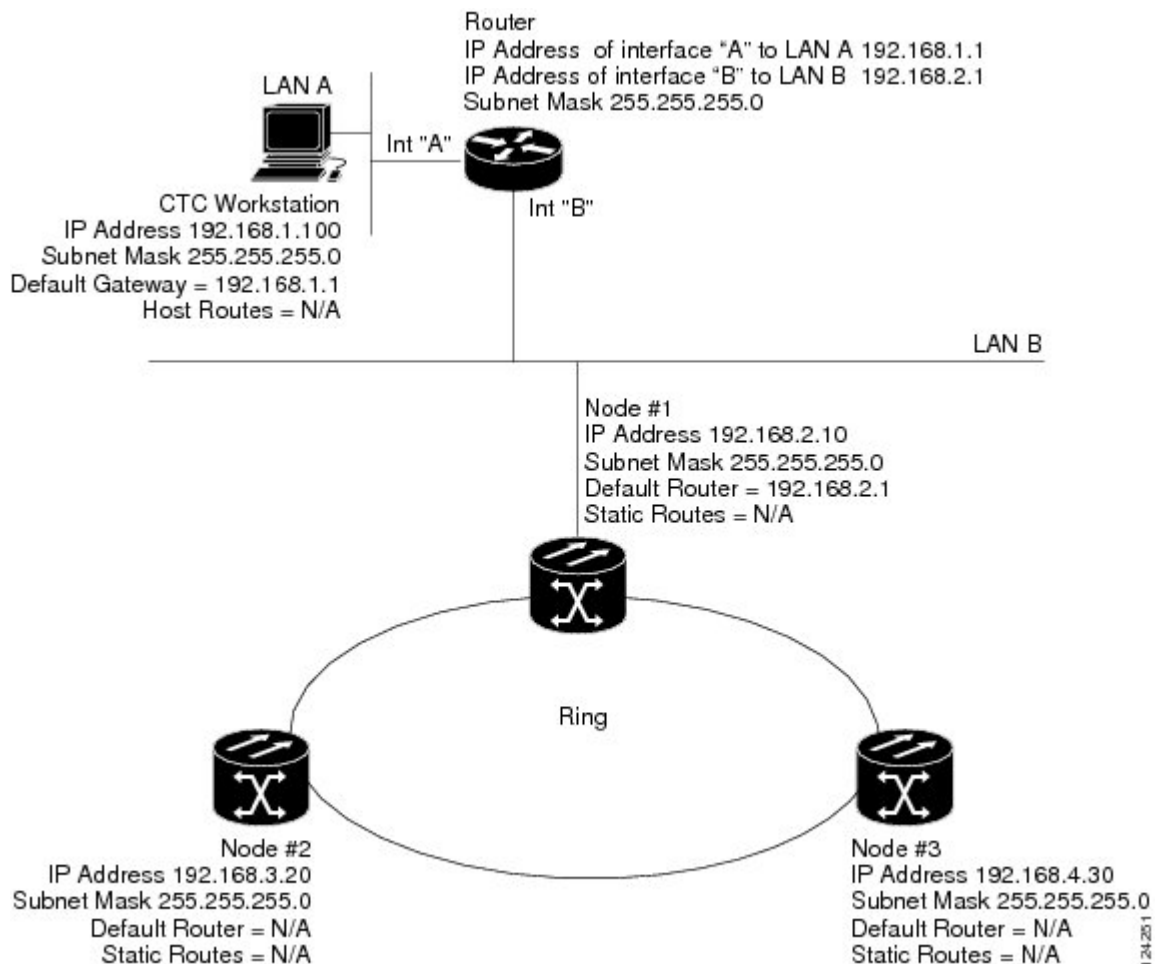 Router
IP Address of interface “A” to LAN A 192.168.1.1
IP Address of interface “B” to LAN B 192.168.2.1
Subnet Mask 255.255.255.0
LAN A
Int "A"
Int "B"
CTC Workstation
IP Address 192.168.1.100
Subnet Mask 255.255.255.0
Default Gateway = 192.168.1.1
Host Routes = N/A
LAN B
Node #1
IP Address 192.168.2.10
Subnet Mask 255.255.255.0
Default Router = 192.168.2.1
Static Routes = N/A
Ring
Node #2
IP Address 192.168.3.20
Subnet Mask 255.255.255.0
Default Router = N/A
Static Routes = N/A
Node #3
IP Address 192.168.4.30
Subnet Mask 255.255.255.0
Default Router = N/A
Static Routes = N/A
124251